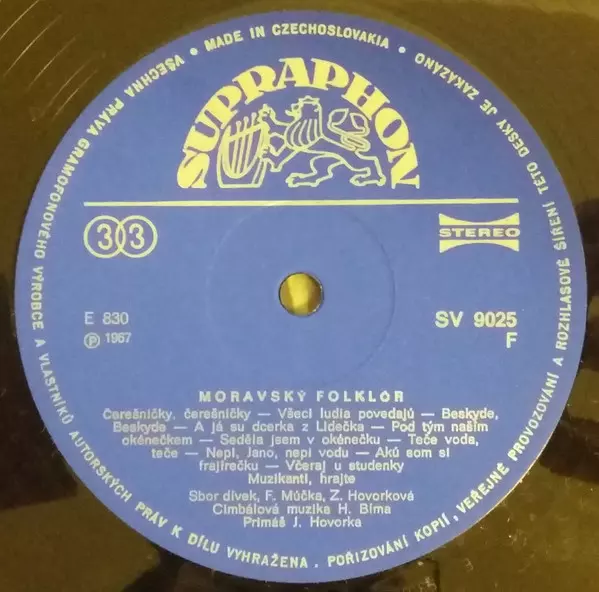 VŠECHNA PRÁVA GRAMOFONOVÉHO VÝROBCE A VLASTNÍKŮ AUTORSKÝCH PRÁV K DÍLU VYHRAŽENA. POŘIZOVÁNÍ KOPIÍ, VEŘEJNÉ PROVOZOVÁNÍ A ROZHLASOVÉ ŠÍŘENÍ TÉTO DESKY JE ZAKÁZÁNO • MADE IN CZECHOSLOVAKIA •
SUPRAPHON
33
STEREO
E 830
SV 9025
Ⓟ 1967
F
MORAVSKÝ FOLKLÓR
Čerešničky, čerešničky — Všeci ludia povedajú — Beskyde,
Beskyde — A já su dcerka z Lidečka — Pod tým naším
okénečkem — Seděla jsem v okénečku — Teče voda,
teče — Nepi, Jano, nepi vodu — Akú som si
frajírečku — Včeraj u studenky
Muzikanti, hrajte
Sbor dívek, F. Múčka, Z. Hovorková
Cimbálová muzika H. Bíma
Primáš J. Hovorka